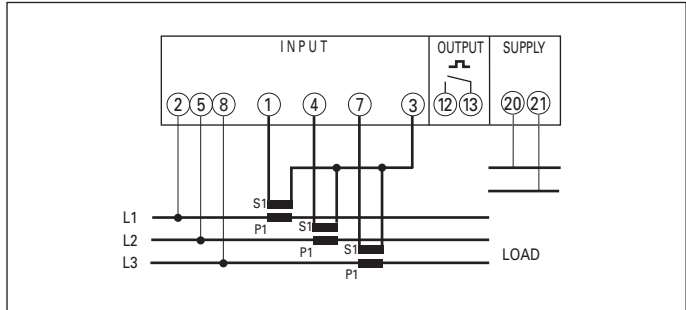 INPUT OUTPUT SUPPLY
2 5 8 1 4 7 3 12 13 20 21
S1
L1
P1
S1
L2
P1
S1
L3
P1
LOAD